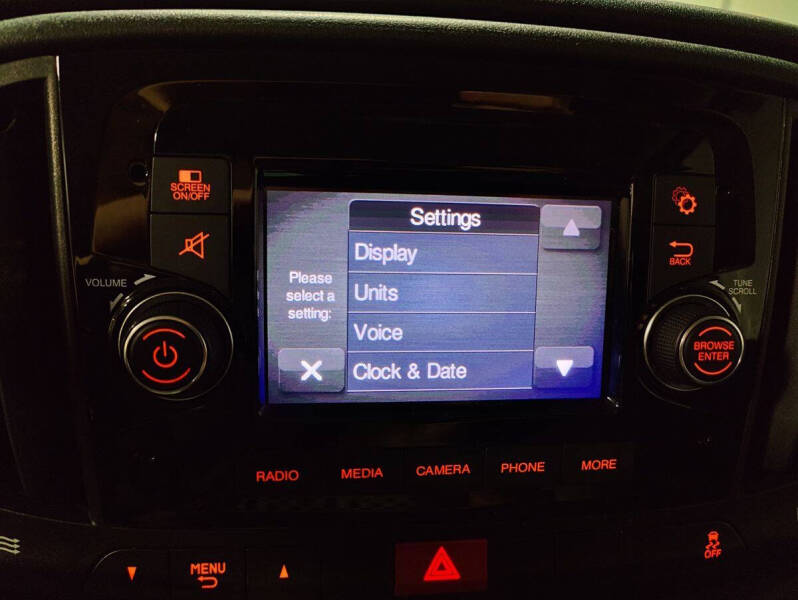 SCREEN
ON/OFF
VOLUME
Settings
Display
Please
select a
setting:
Units
Voice
Clock & Date
BACK
TUNE
SCROLL
BROWSE
ENTER
RADIO
MEDIA
CAMERA
PHONE
MORE
MENU
OFF